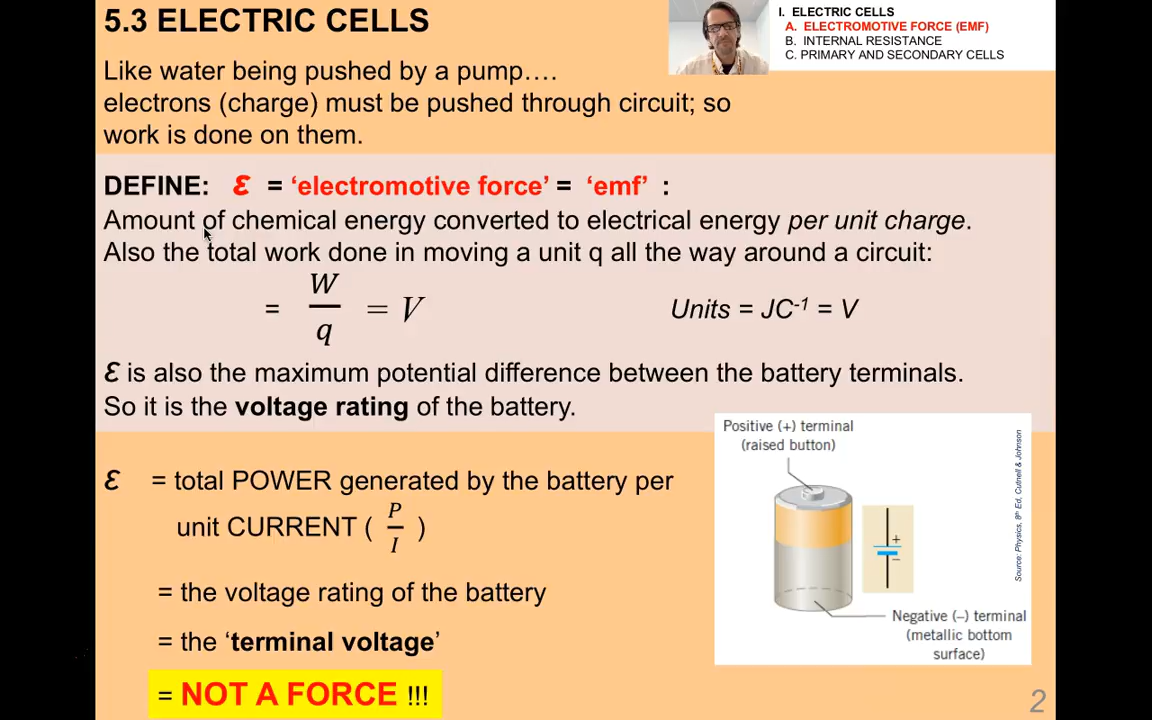 5.3 ELECTRIC CELLS
I. ELECTRIC CELLS
A. ELECTROMOTIVE FORCE (EMF)
B. INTERNAL RESISTANCE
C. PRIMARY AND SECONDARY CELLS
Like water being pushed by a pump….
electrons (charge) must be pushed through circuit; so
work is done on them.
DEFINE: ε = ‘electromotive force’ = ‘emf’ :
Amount of chemical energy converted to electrical energy per unit charge.
Also the total work done in moving a unit q all the way around a circuit:
= W/q = V
Units = JC⁻¹ = V
ε is also the maximum potential difference between the battery terminals.
So it is the voltage rating of the battery.
ε = total POWER generated by the battery per
unit CURRENT ( P/I )
= the voltage rating of the battery
= the ‘terminal voltage’
= NOT A FORCE !!!
Positive (+) terminal
(raised button)
+
−
Negative (−) terminal
(metallic bottom
surface)
Source: Physics, 8th Ed, Cutnell & Johnson
2